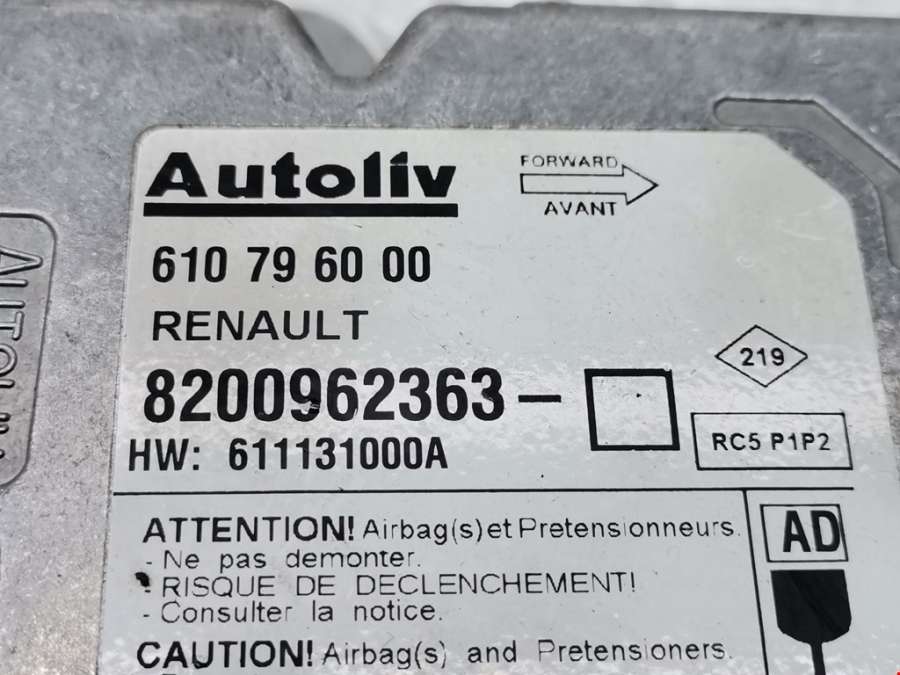 Autoliv
FORWARD
AVANT
610 79 60 00
RENAULT
219
8200962363-
RC5 P1P2
HW: 611131000A
ATTENTION! Airbag(s) et Pretensionneurs.
- Ne pas demonter.
- RISQUE DE DECLENCHEMENT!
- Consulter la notice.
AD
CAUTION! Airbag(s) and Pretensioners.